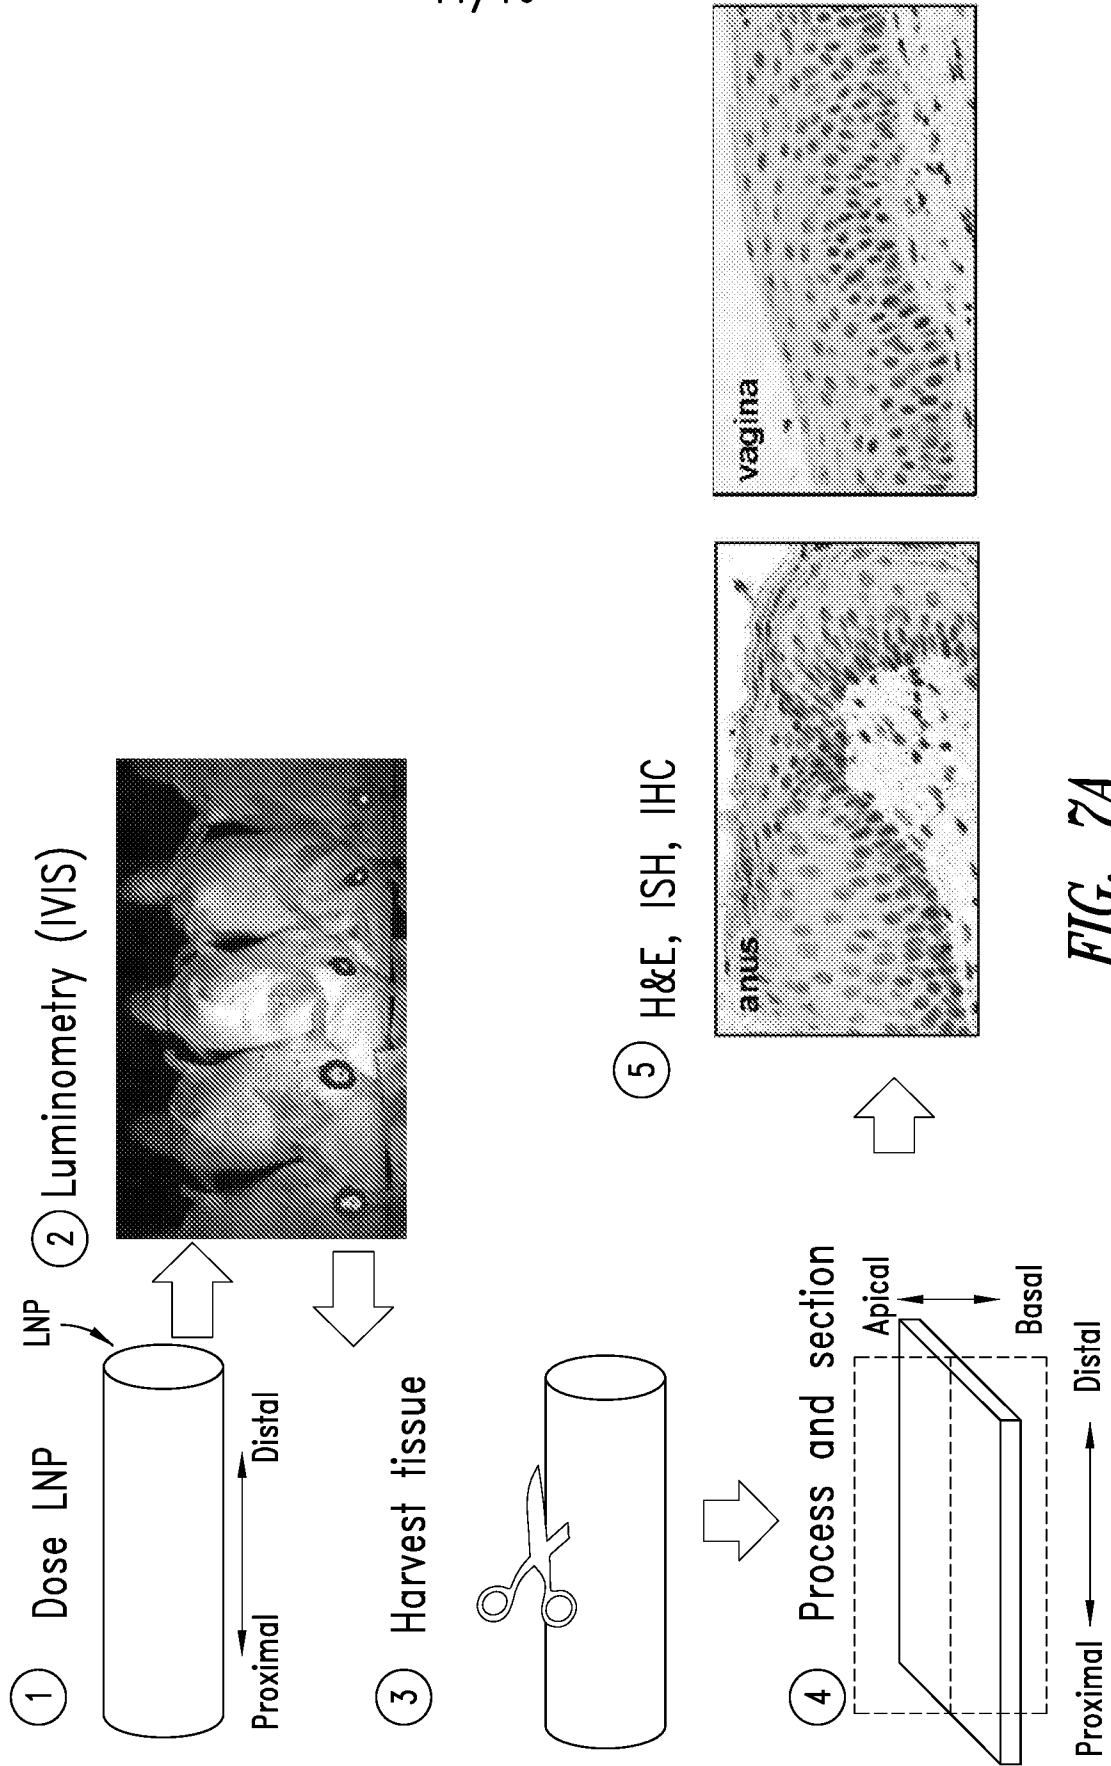 1 Dose LNP
LNP
Proximal
Distal
2 Luminometry (IVIS)
3 Harvest tissue
4 Process and section
Apical
Basal
Proximal
Distal
5 H&E, ISH, IHC
anus
vagina
FIG. 7A